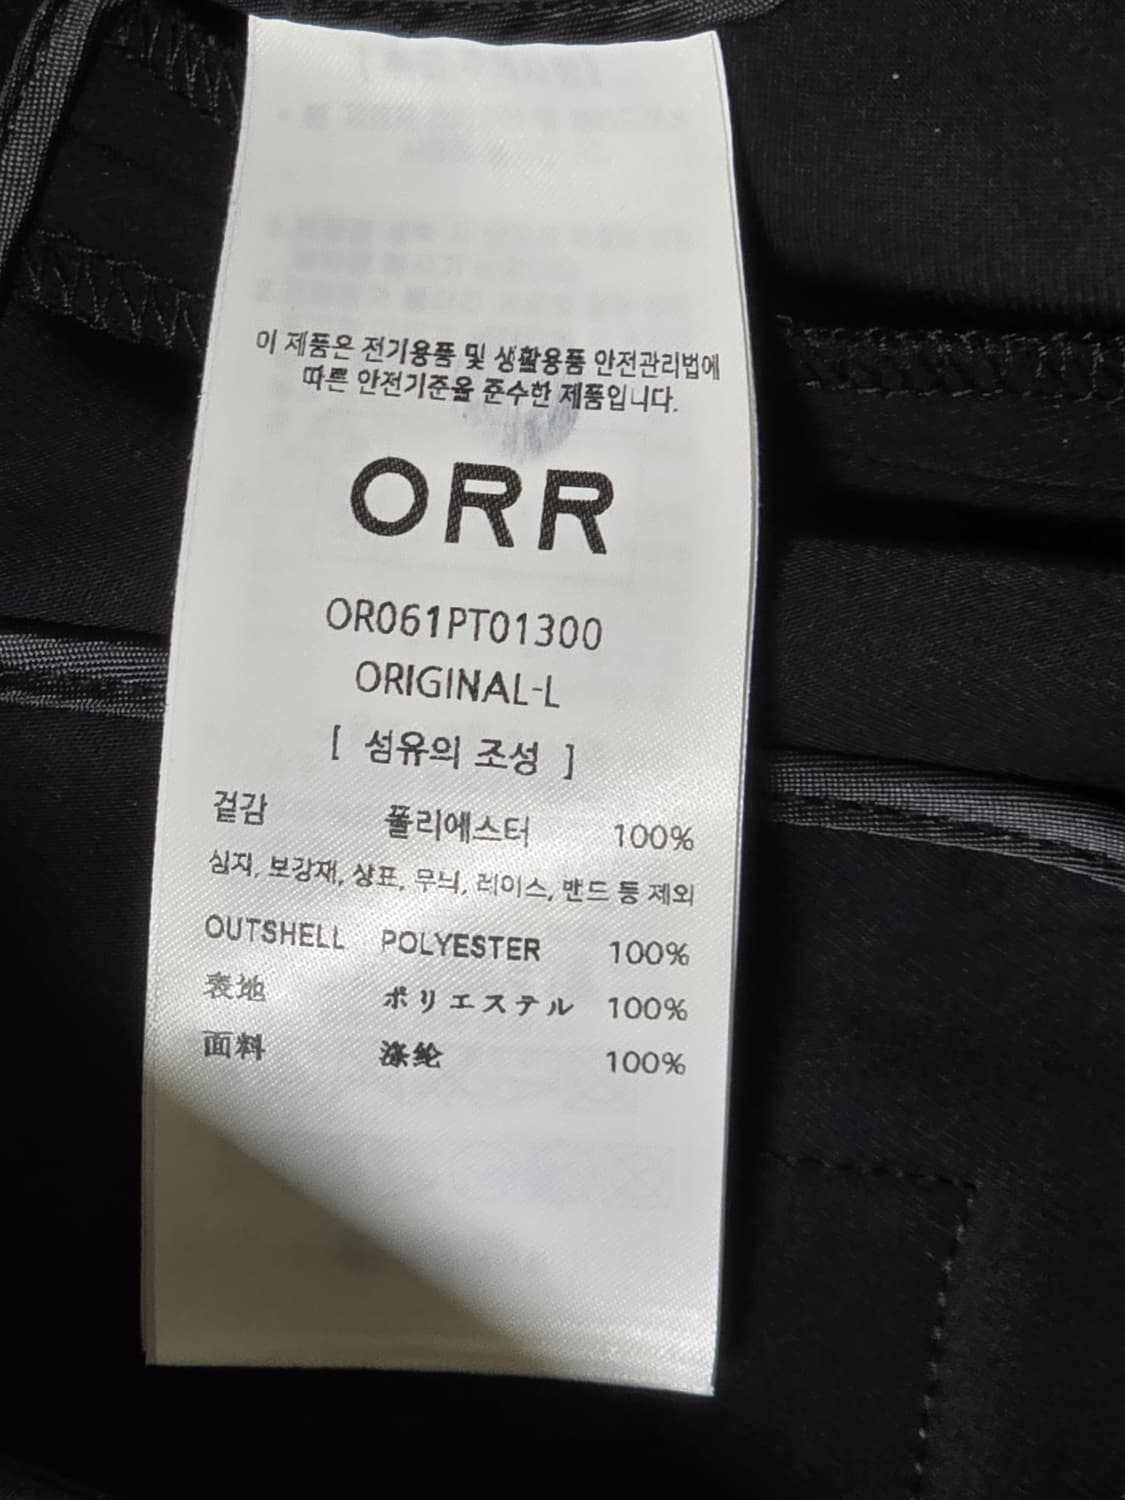 이 제품은 전기용품 및 생활용품 안전관리법에
따른 안전기준을 준수한 제품입니다.
ORR
OR061PT01300
ORIGINAL-L
[ 섬유의 조성 ]
겉감 폴리에스터 100%
심지, 보강재, 상표, 무늬, 레이스, 밴드 등 제외
OUTSHELL POLYESTER 100%
表地 ポリエステル 100%
面料 涤纶 100%